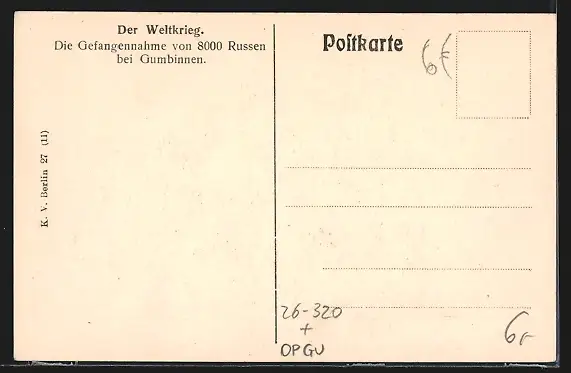 Der Weltkrieg.
Die Gefangennahme von 8000 Russen
bei Gumbinnen.
K. V. Berlin 27 (11)
Postkarte
6€
26-320
+
OPGU
6,-